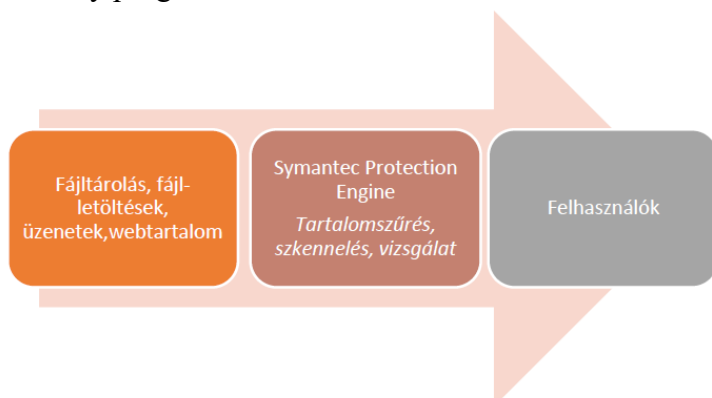 Fájltárolás, fájl-
letöltések,
üzenetek,webtartalom
Symantec Protection
Engine
Tartalomszűrés,
szkennelés, vizsgálat
Felhasználók